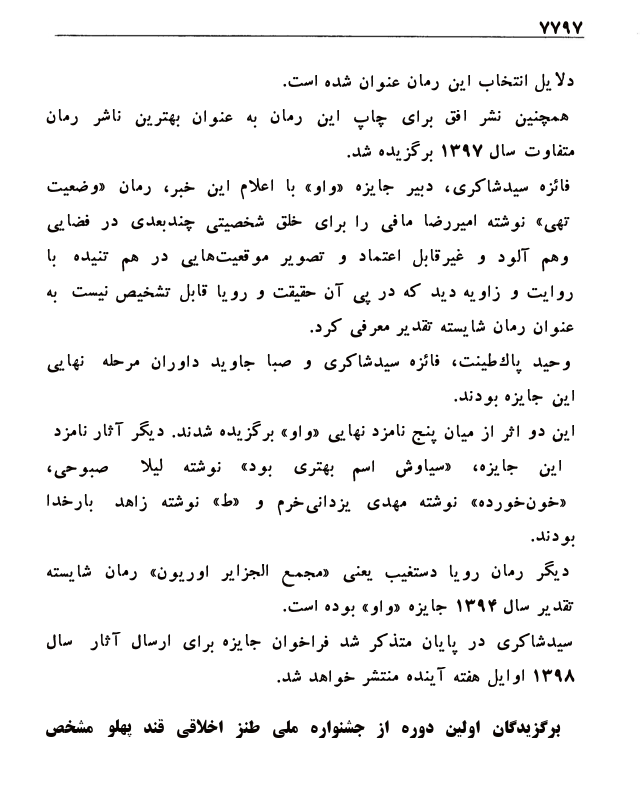 ۷۷۹۷
دلایل انتخاب این رمان عنوان شده است.
همچنین نشر افق برای چاپ این رمان به عنوان بهترین ناشر رمان
متفاوت سال ۱۳۹۷ برگزیده شد.
فائزه سیدشاکری، دبیر جایزه «واو» با اعلام این خبر، رمان «وضعیت
تهی» نوشته امیررضا مافی را برای خلق شخصیتی چندبعدی در فضایی
وهم آلود و غیرقابل اعتماد و تصویر موقعیت‌هایی در هم تنیده با
روایت و زاویه دید که در پی آن حقیقت و رویا قابل تشخیص نیست به
عنوان رمان شایسته تقدیر معرفی کرد.
وحید پاك‌طینت، فائزه سیدشاکری و صبا جاوید داوران مرحله نهایی
این جایزه بودند.
این دو اثر از میان پنج نامزد نهایی «واو» برگزیده شدند. دیگر آثار نامزد
این جایزه، «سیاوش اسم بهتری بود» نوشته لیلا صبوحی،
«خون‌خورده» نوشته مهدی یزدانی‌خرم و «ط» نوشته زاهد بارخدا
بودند.
دیگر رمان رویا دستغیب یعنی «مجمع الجزایر اوریون» رمان شایسته
تقدیر سال ۱۳۹۴ جایزه «واو» بوده است.
سیدشاکری در پایان متذکر شد فراخوان جایزه برای ارسال آثار سال
۱۳۹۸ اوایل هفته آینده منتشر خواهد شد.
برگزیدگان اولین دوره از جشنواره ملی طنز اخلاقی قند پهلو مشخص